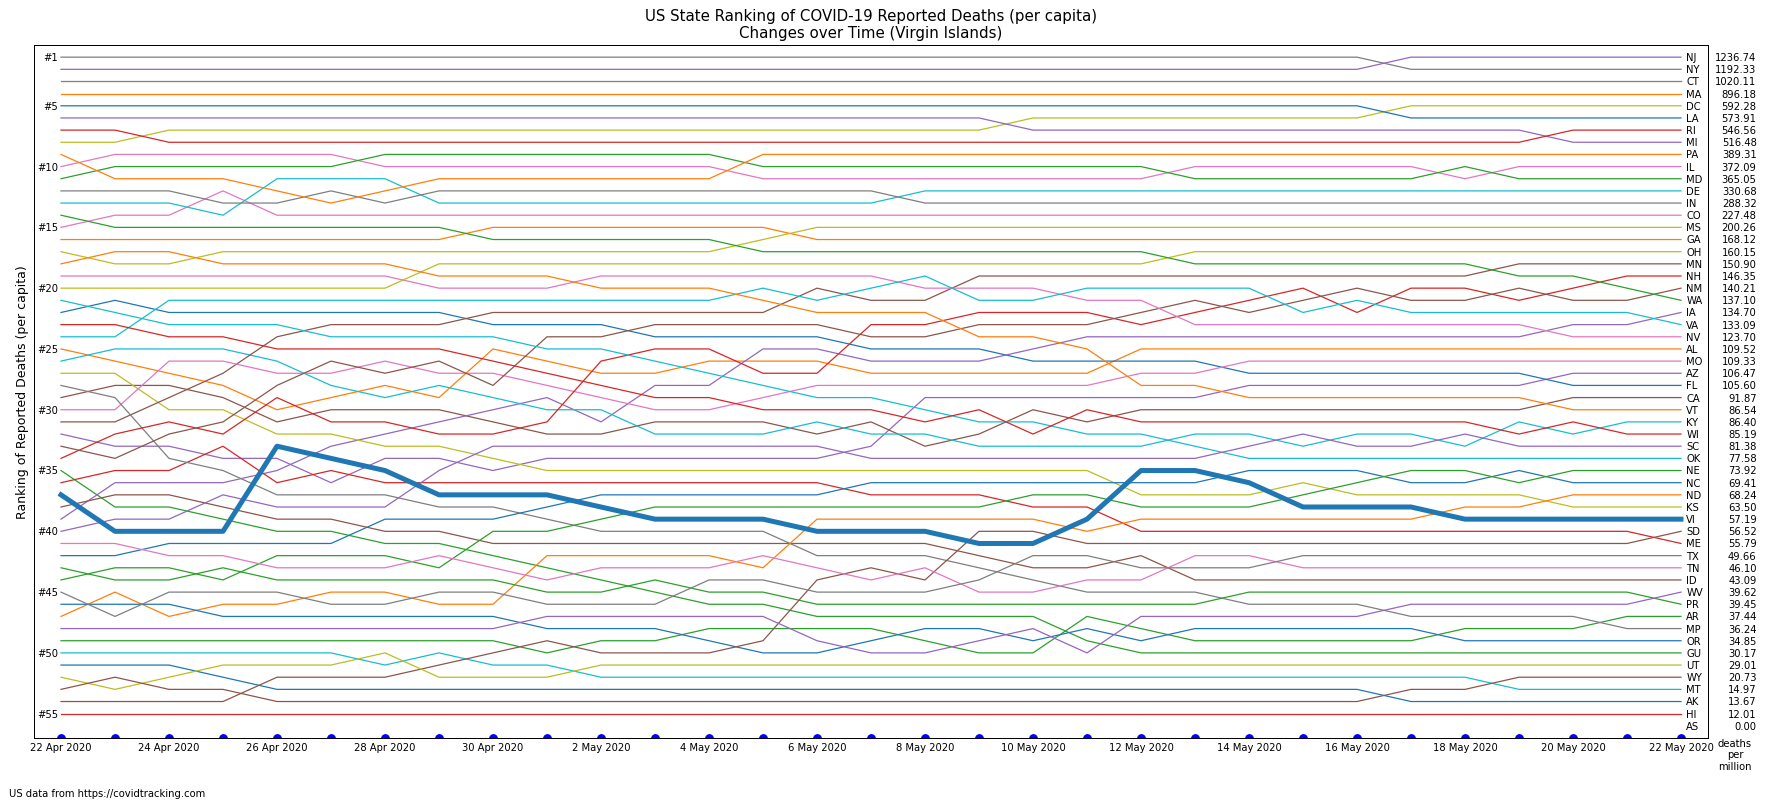 US State Ranking of COVID-19 Reported Deaths (per capita)
Changes over Time (Virgin Islands)
Ranking of Reported Deaths (per capita)
#1
#5
#10
#15
#20
#25
#30
#35
#40
#45
#50
#55
NJ 1236.74
NY 1192.33
CT 1020.11
MA 896.18
DC 592.28
LA 573.91
RI 546.56
MI 516.48
PA 389.31
IL 372.09
MD 365.05
DE 330.68
IN 288.32
CO 227.48
MS 200.26
GA 168.12
OH 160.15
MN 150.90
NH 146.35
NM 140.21
WA 137.10
IA 134.70
VA 133.09
NV 123.70
AL 109.52
MO 109.33
AZ 106.47
FL 105.60
CA 91.87
VT 86.54
KY 86.40
WI 85.19
SC 81.38
OK 77.58
NE 73.92
NC 69.41
ND 68.24
KS 63.50
VI 57.19
SD 56.52
ME 55.79
TX 49.66
TN 46.10
ID 43.09
WV 39.62
PR 39.45
AR 37.44
MP 36.24
OR 34.85
GU 30.17
UT 29.01
WY 20.73
MT 14.97
AK 13.67
HI 12.01
AS 0.00
22 Apr 2020 24 Apr 2020 26 Apr 2020 28 Apr 2020 30 Apr 2020 2 May 2020 4 May 2020 6 May 2020 8 May 2020 10 May 2020 12 May 2020 14 May 2020 16 May 2020 18 May 2020 20 May 2020 22 May 2020
deaths
per
million
US data from https://covidtracking.com